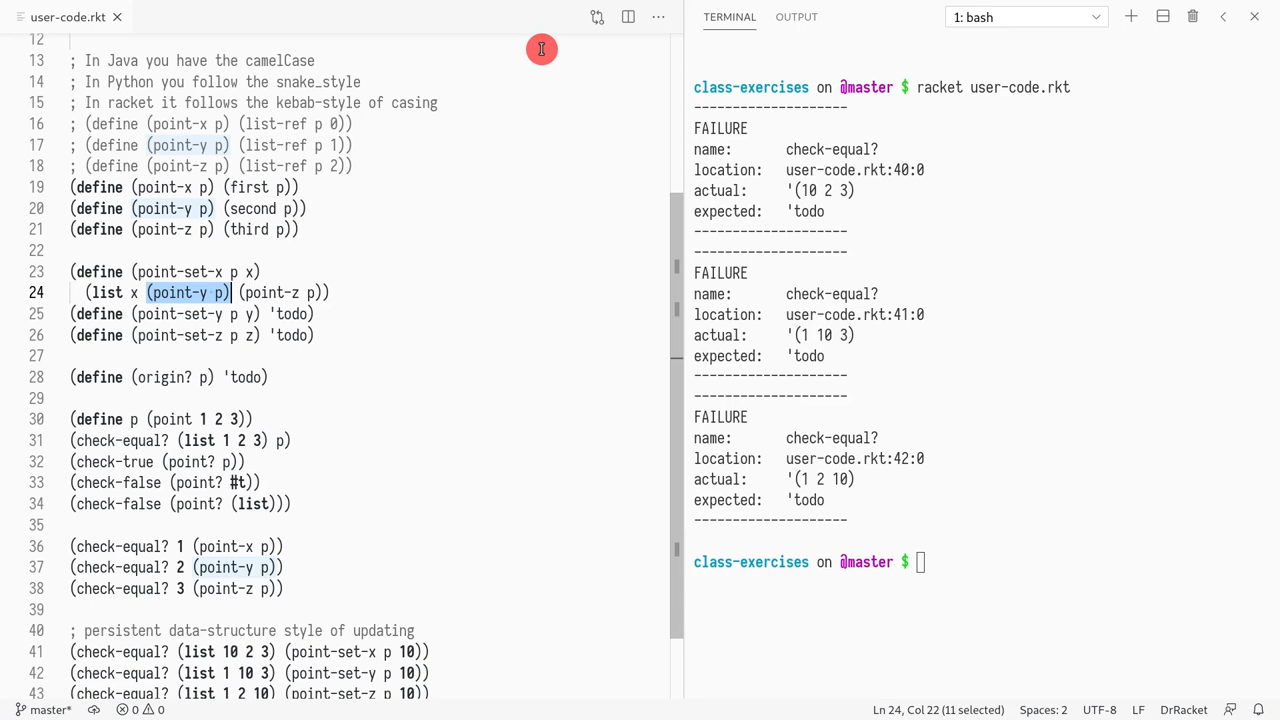 user-code.rkt
12
13 ; In Java you have the camelCase
14 ; In Python you follow the snake_style
15 ; In racket it follows the kebab-style of casing
16 ; (define (point-x p) (list-ref p 0))
17 ; (define (point-y p) (list-ref p 1))
18 ; (define (point-z p) (list-ref p 2))
19 (define (point-x p) (first p))
20 (define (point-y p) (second p))
21 (define (point-z p) (third p))
22
23 (define (point-set-x p x)
24 (list x (point-y p) (point-z p))
25 (define (point-set-y p y) 'todo)
26 (define (point-set-z p z) 'todo)
27
28 (define (origin? p) 'todo)
29
30 (define p (point 1 2 3))
31 (check-equal? (list 1 2 3) p)
32 (check-true (point? p))
33 (check-false (point? #t))
34 (check-false (point? (list)))
35
36 (check-equal? 1 (point-x p))
37 (check-equal? 2 (point-y p))
38 (check-equal? 3 (point-z p))
39
40 ; persistent data-structure style of updating
41 (check-equal? (list 10 2 3) (point-set-x p 10))
42 (check-equal? (list 1 10 3) (point-set-y p 10))
43 (check-equal? (list 1 2 10) (point-set-z p 10))
TERMINAL OUTPUT 1: bash
class-exercises on @master $ racket user-code.rkt
--------------------
FAILURE
name: check-equal?
location: user-code.rkt:40:0
actual: '(10 2 3)
expected: 'todo
--------------------
--------------------
FAILURE
name: check-equal?
location: user-code.rkt:41:0
actual: '(1 10 3)
expected: 'todo
--------------------
--------------------
FAILURE
name: check-equal?
location: user-code.rkt:42:0
actual: '(1 2 10)
expected: 'todo
--------------------
class-exercises on @master $
master* 0 0 Ln 24, Col 22 (11 selected) Spaces: 2 UTF-8 LF DrRacket